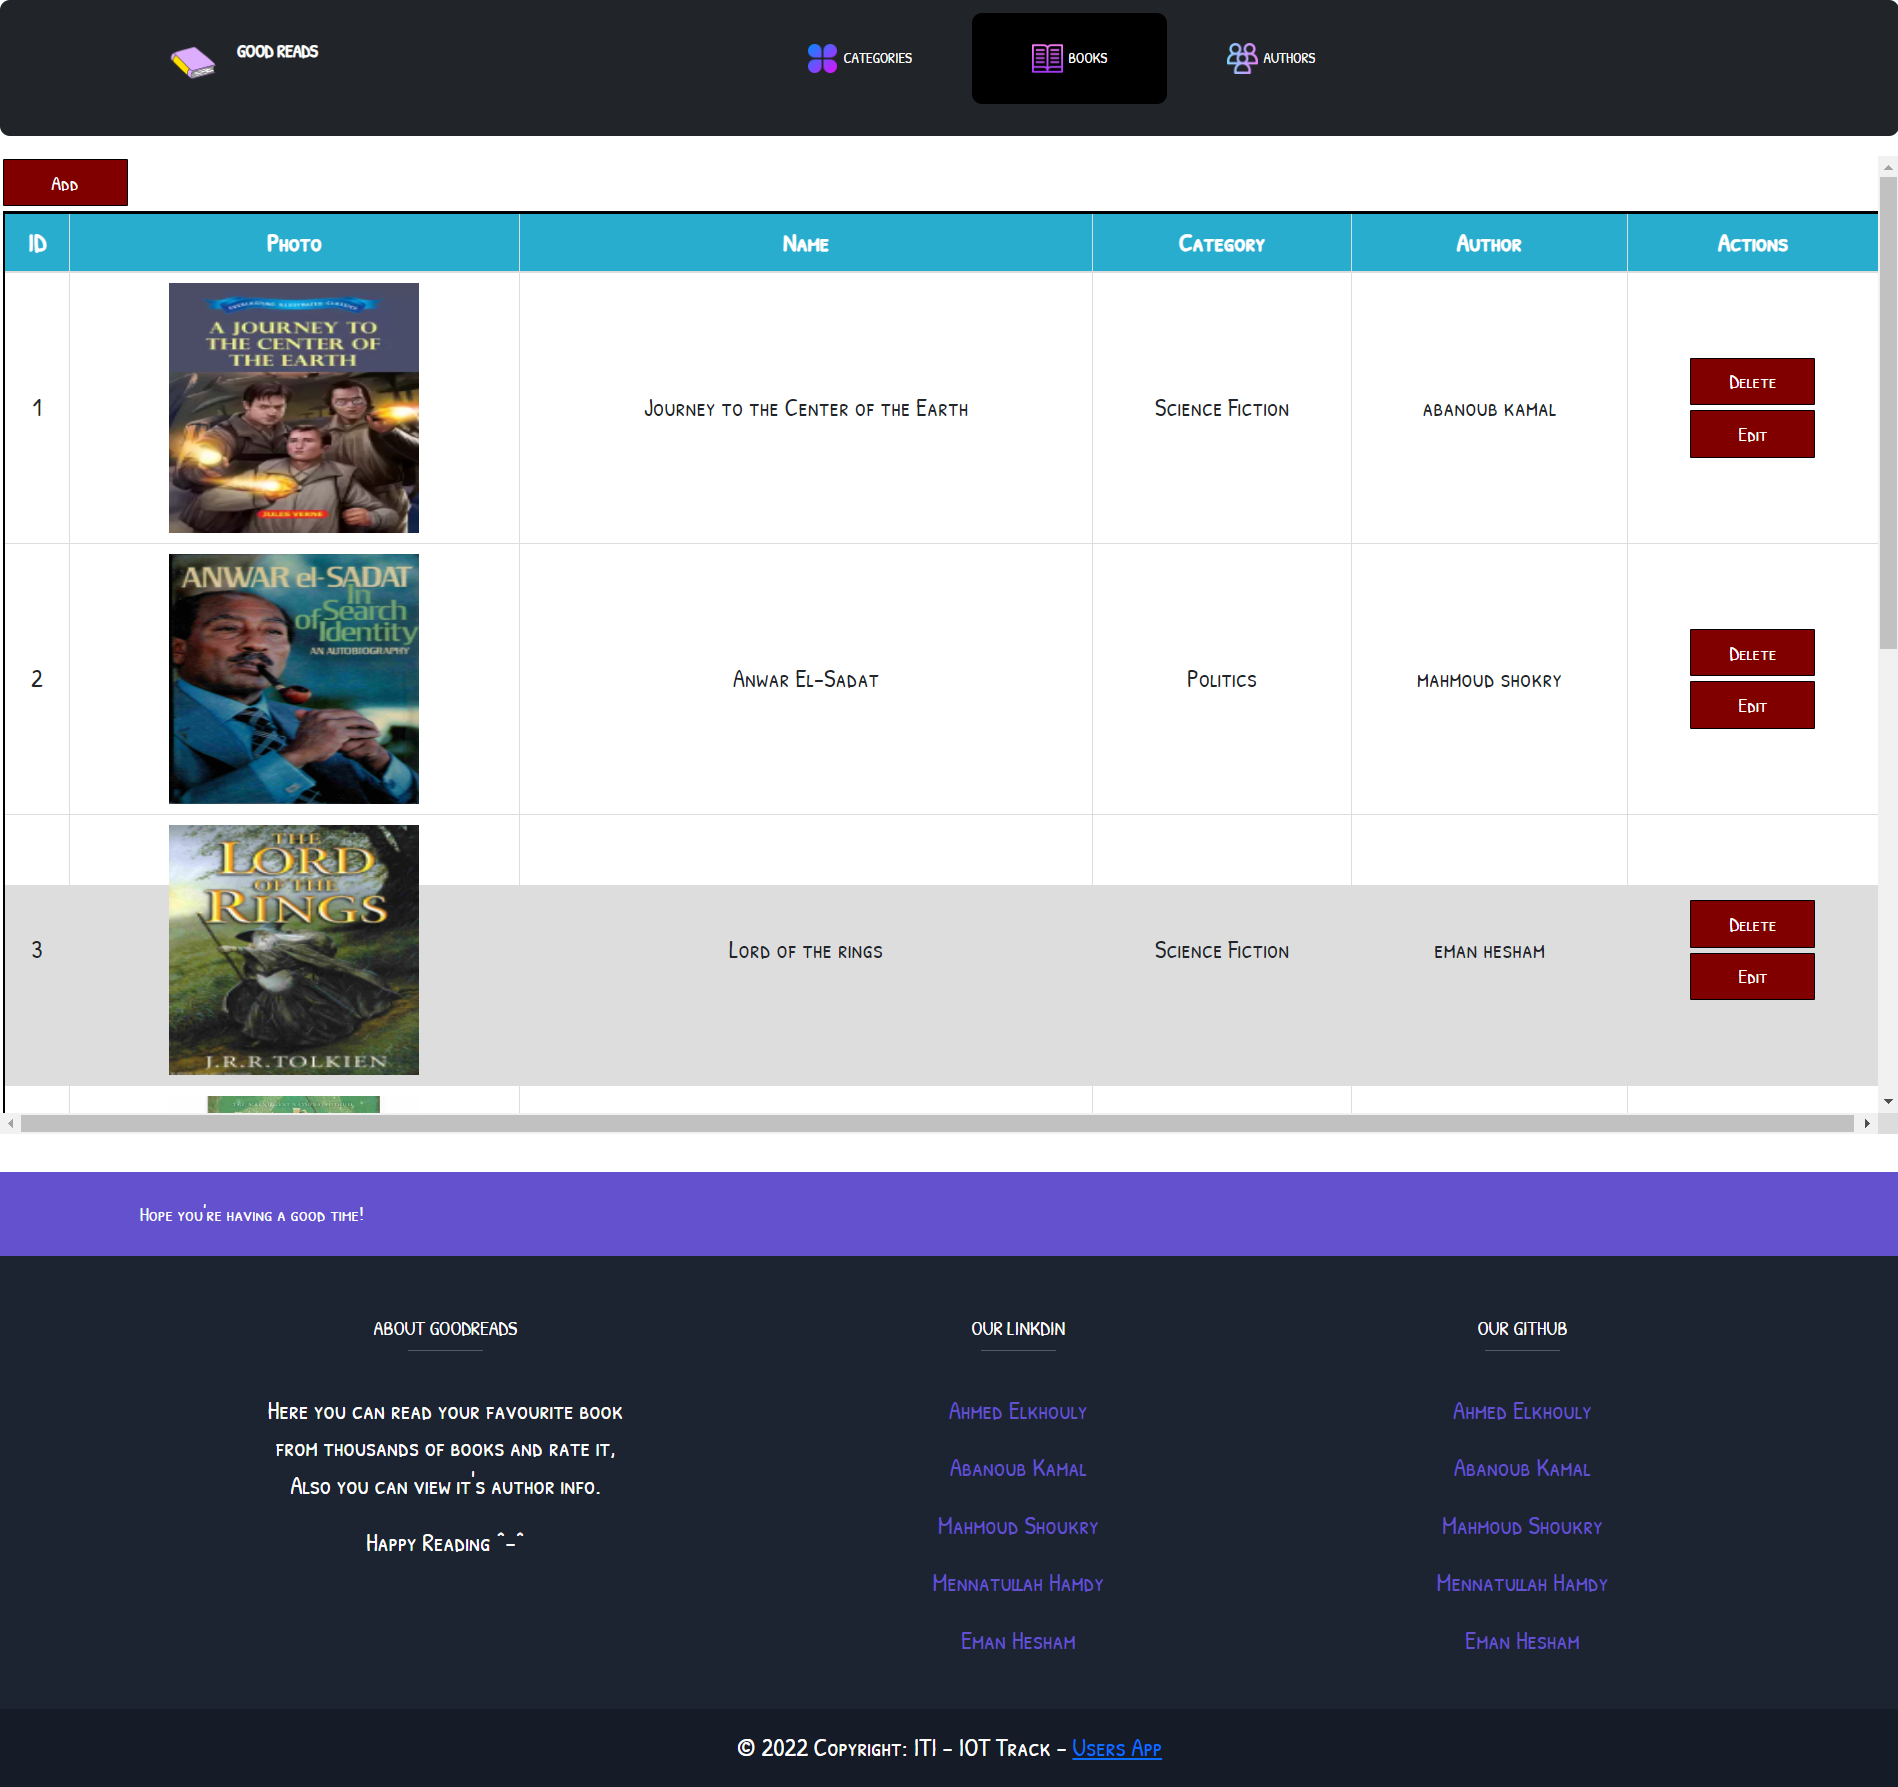 GOOD READS
CATEGORIES
BOOKS
AUTHORS
Add
ID Photo Name Category Author Actions
A JOURNEY TO
THE CENTER OF
THE EARTH
JULES VERNE
1 Journey to the Center of the Earth Science Fiction abanoub kamal
Delete
Edit
ANWAR el-SADAT
In
of Search
Identity
AN AUTOBIOGRAPHY
2 Anwar El-Sadat Politics mahmoud shokry
Delete
Edit
THE
LORD
OF THE
RINGS
J.R.R.TOLKIEN
3 Lord of the rings Science Fiction eman hesham
Delete
Edit
Hope you're having a good time!
ABOUT GOODREADS
Here you can read your favourite book
from thousands of books and rate it,
Also you can view it's author info.
Happy Reading ^-^
OUR LINKDIN
Ahmed Elkhouly
Abanoub Kamal
Mahmoud Shoukry
Mennatullah Hamdy
Eman Hesham
OUR GITHUB
Ahmed Elkhouly
Abanoub Kamal
Mahmoud Shoukry
Mennatullah Hamdy
Eman Hesham
© 2022 Copyright: ITI - IOT Track - Users App